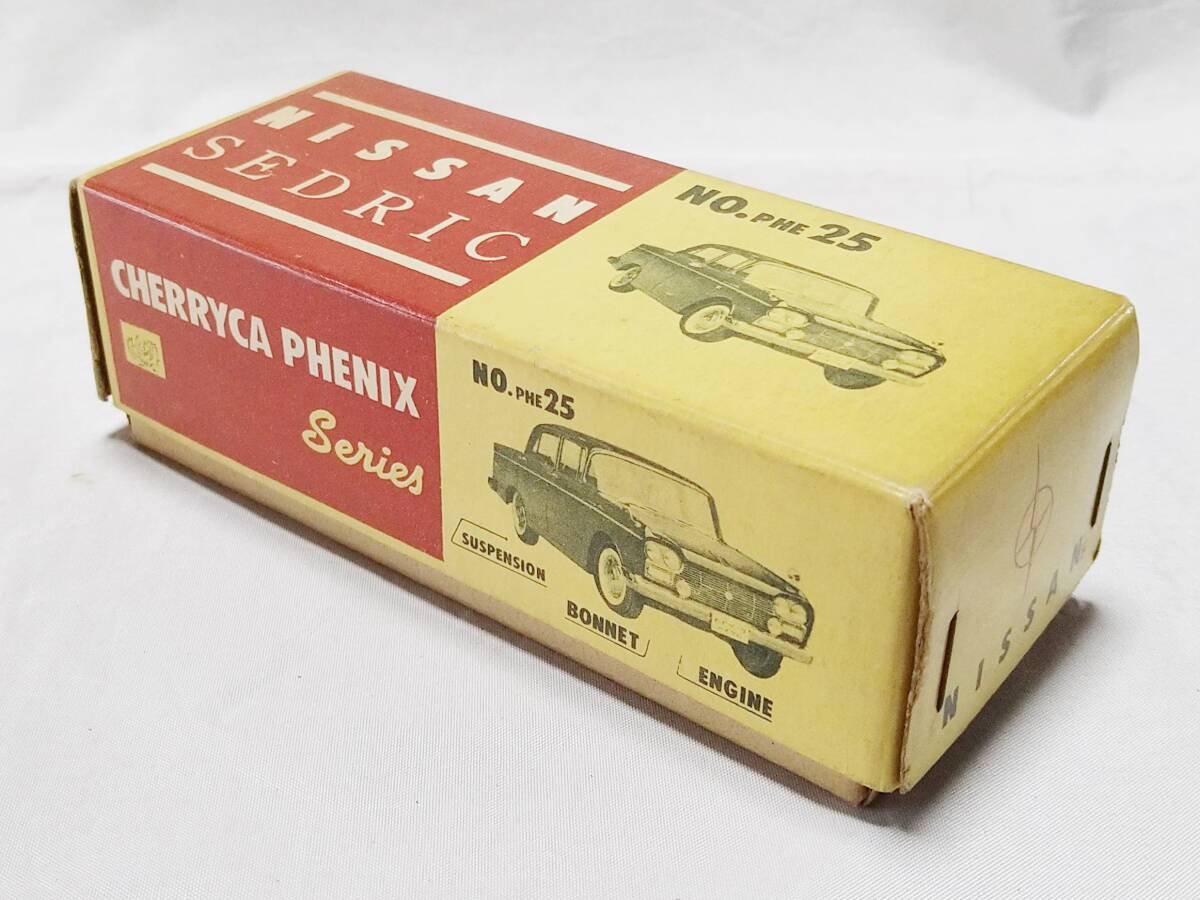 NISSAN
SEDRIC
NO. PHE 25
CHERRYCA PHENIX
Series
NO. PHE 25
SUSPENSION
BONNET
ENGINE
NISSAN